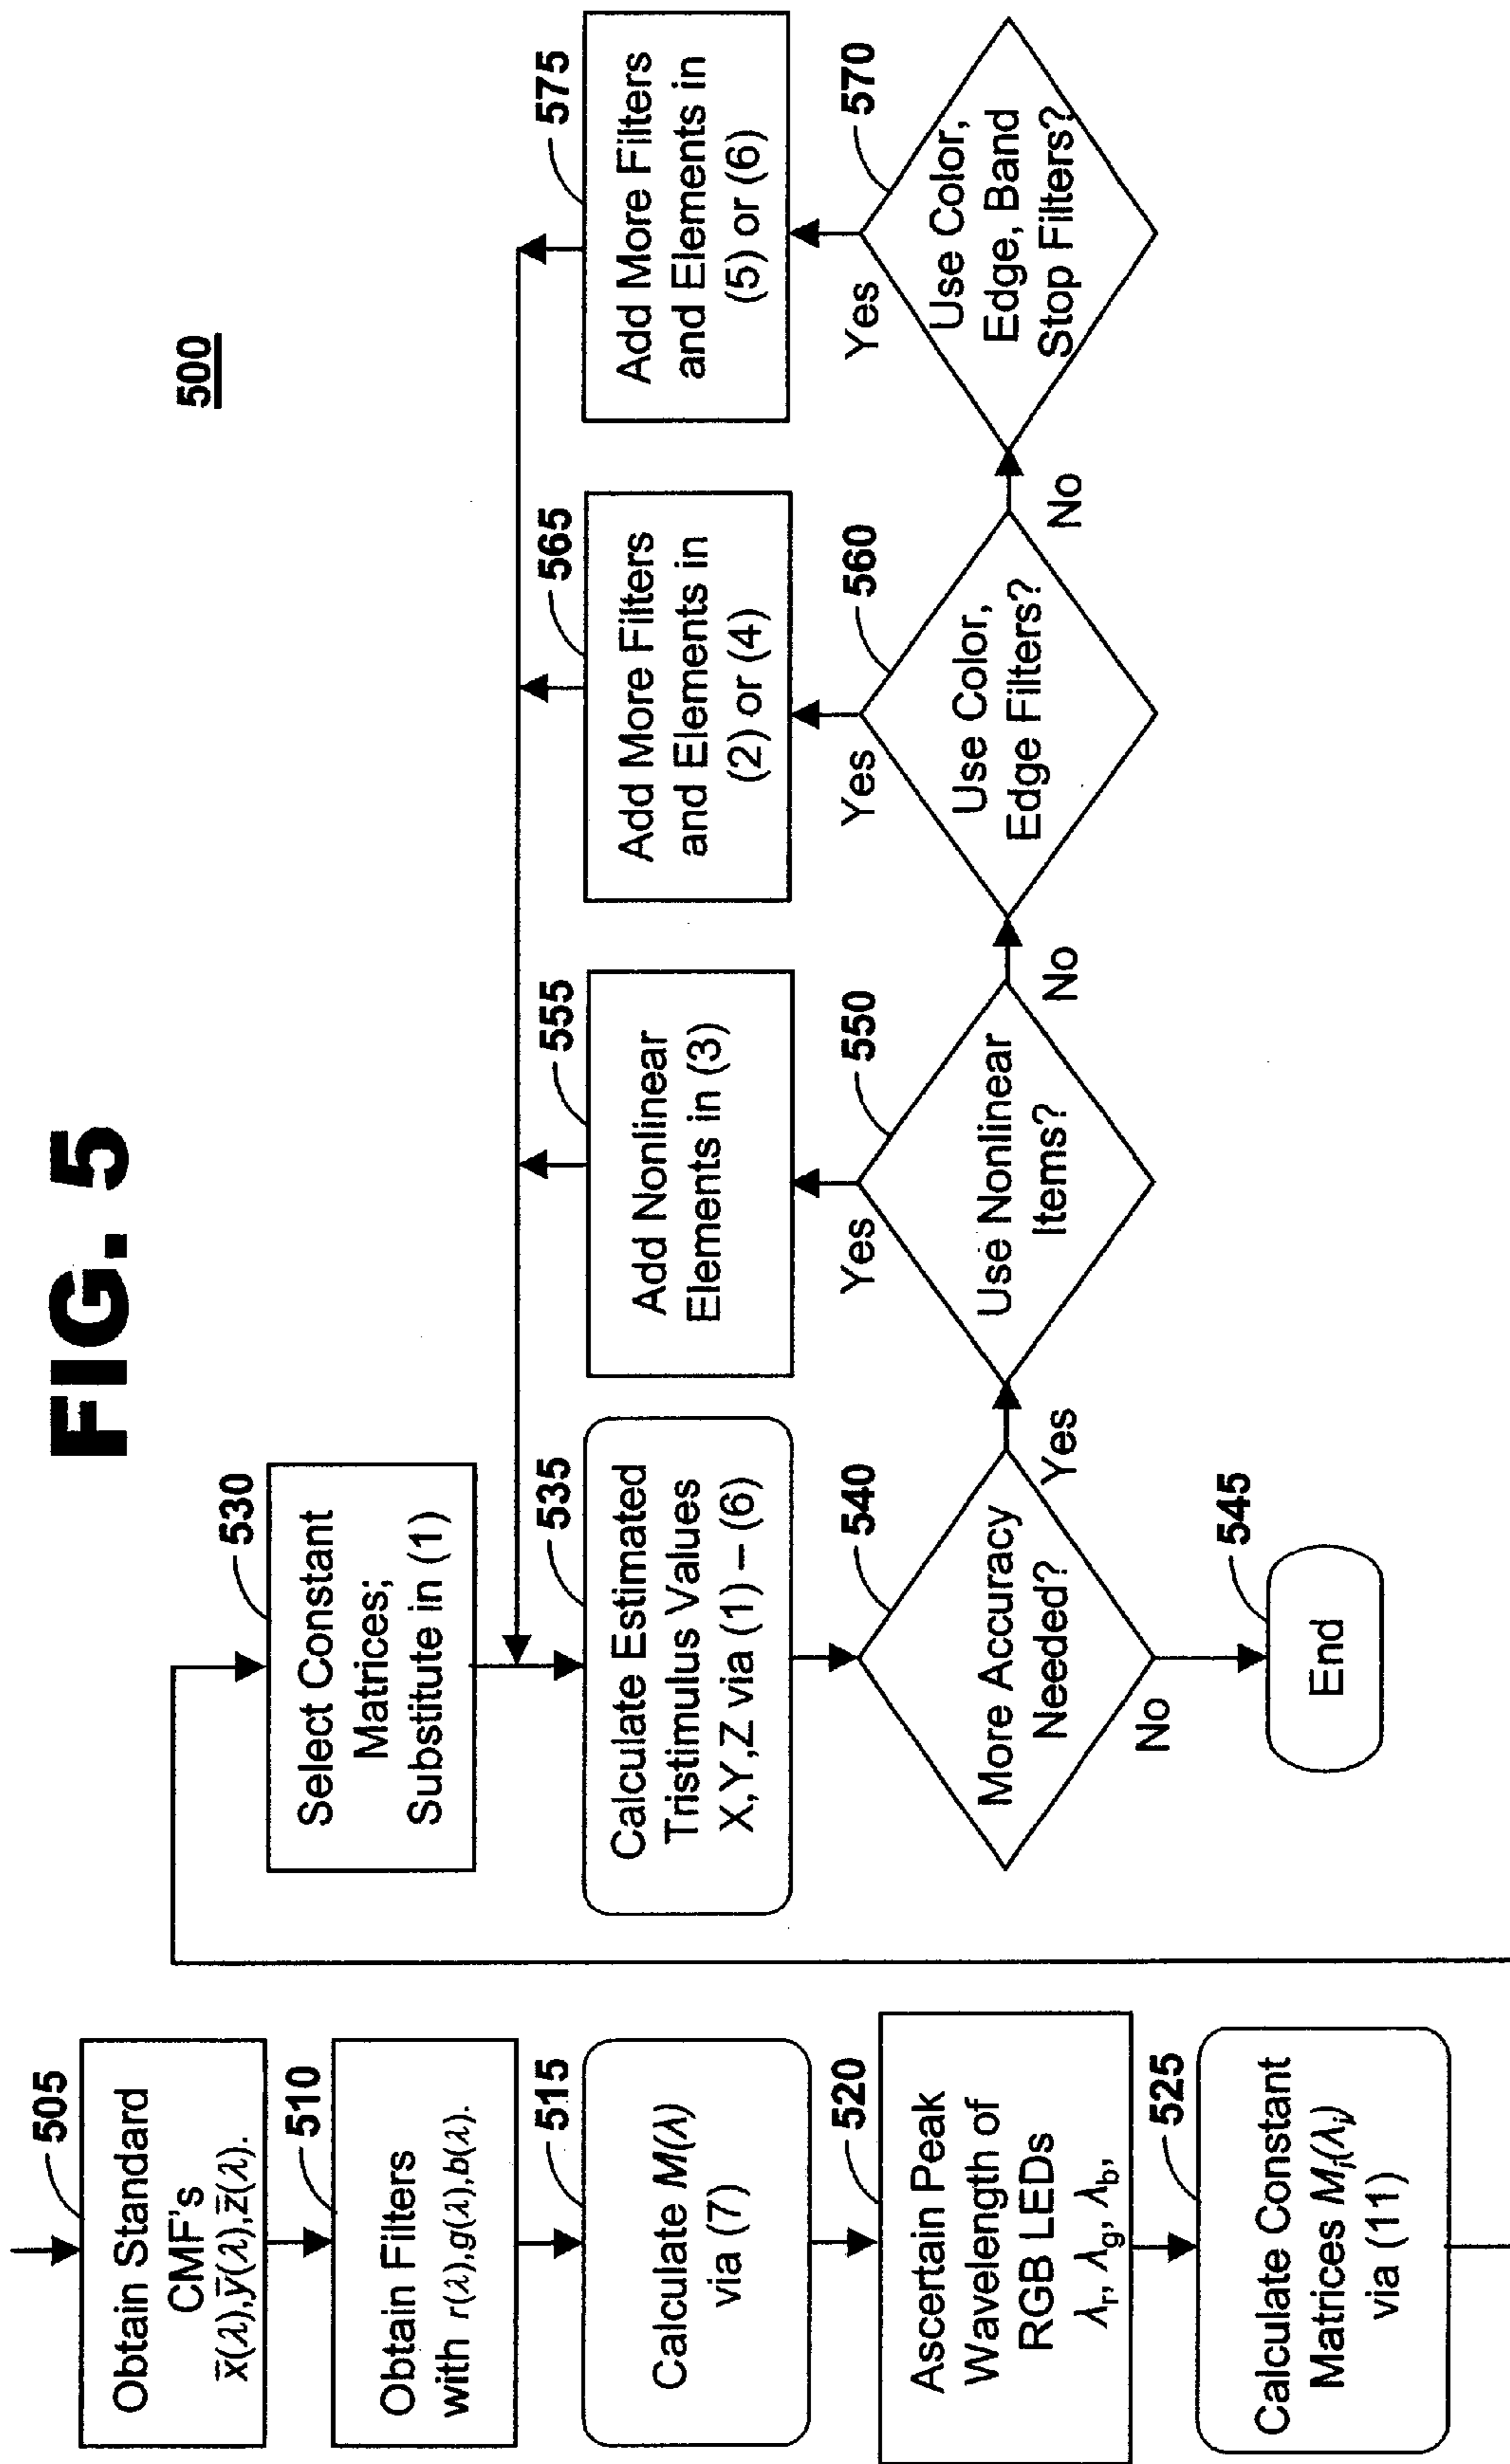 FIG. 5
500
505
Obtain Standard
CMF's
x̄(λ),ȳ(λ),z̄(λ).
510
Obtain Filters
with r(λ),g(λ),b(λ).
515
Calculate M(λ)
via (7)
520
Ascertain Peak
Wavelength of
RGB LEDs
λr, λg, λb,
525
Calculate Constant
Matrices Mi(λi)
via (11)
530
Select Constant
Matrices;
Substitute in (1)
535
Calculate Estimated
Tristimulus Values
X,Y,Z via (1) – (6)
540
More Accuracy
Needed?
No
Yes
545
End
550
Use Nonlinear
Items?
Yes
No
555
Add Nonlinear
Elements in (3)
560
Use Color,
Edge Filters?
Yes
No
565
Add More Filters
and Elements in
(2) or (4)
570
Use Color,
Edge, Band
Stop Filters?
Yes
575
Add More Filters
and Elements in
(5) or (6)